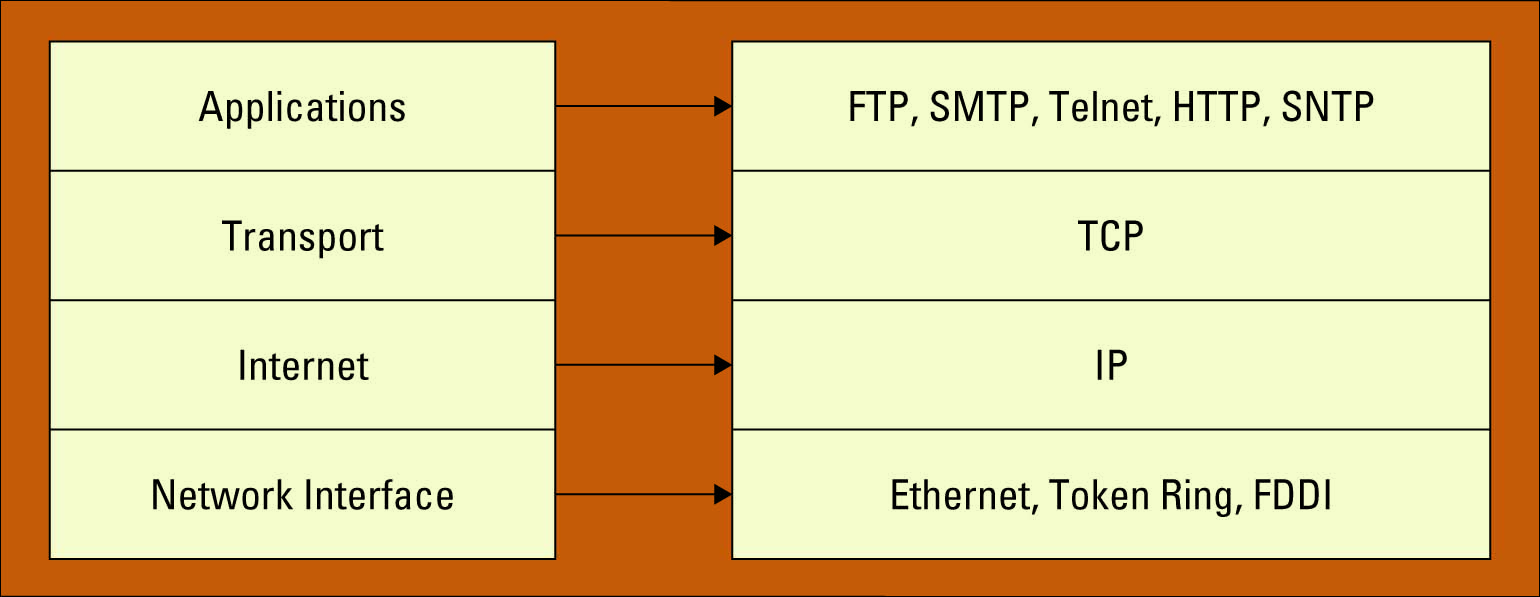 Applications
FTP, SMTP, Telnet, HTTP, SNTP
Transport
TCP
Internet
IP
Network Interface
Ethernet, Token Ring, FDDI